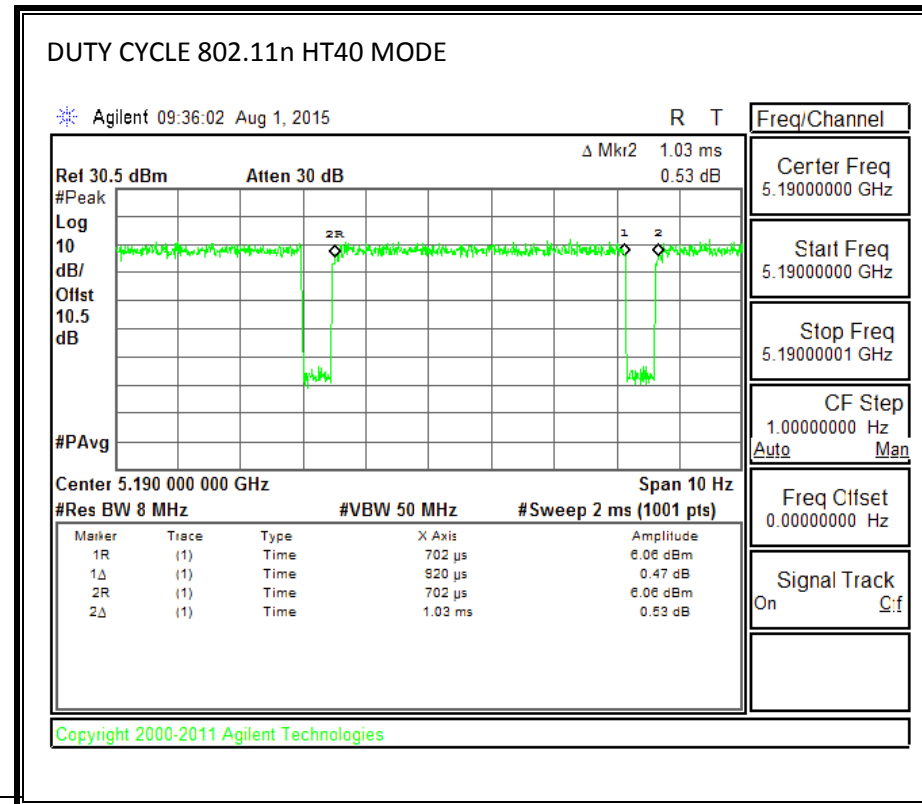 DUTY CYCLE 802.11n HT40 MODE
Agilent 09:36:02 Aug 1, 2015 R T
Δ Mkr2 1.03 ms
Ref 30.5 dBm Atten 30 dB 0.53 dB
#Peak
Log
10
dB/
Offst
10.5
dB
2R 1 2
#PAvg
Center 5.190 000 000 GHz Span 10 Hz
#Res BW 8 MHz #VBW 50 MHz #Sweep 2 ms (1001 pts)
Marker Trace Type X Axis Amplitude
1R (1) Time 702 µs 6.06 dBm
1Δ (1) Time 920 µs 0.47 dB
2R (1) Time 702 µs 6.06 dBm
2Δ (1) Time 1.03 ms 0.53 dB
Freq/Channel
Center Freq
5.19000000 GHz
Start Freq
5.19000000 GHz
Stop Freq
5.19000001 GHz
CF Step
1.00000000 Hz
Auto Man
Freq Offset
0.00000000 Hz
Signal Track
On Off
Copyright 2000-2011 Agilent Technologies